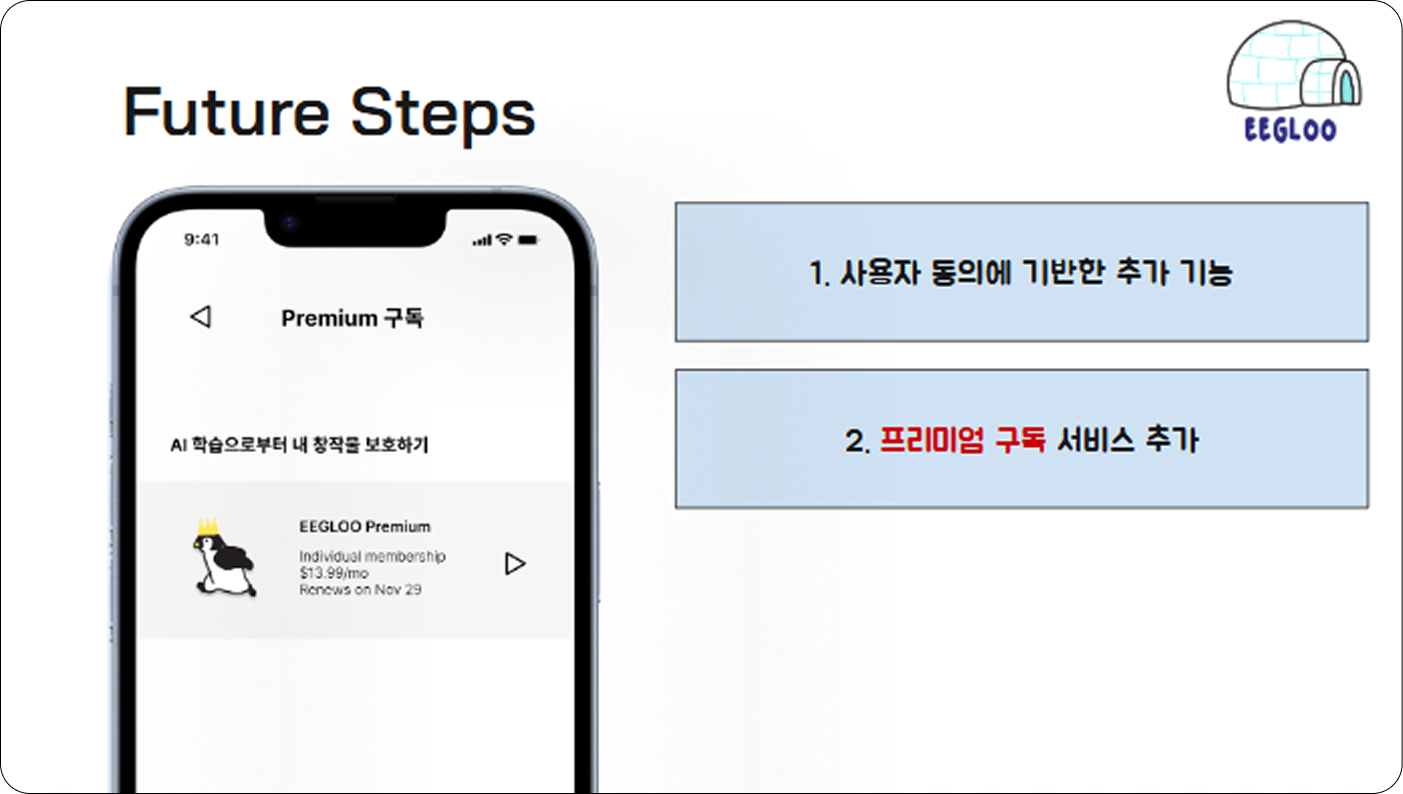 Future Steps
EEGLOO
9:41
Premium 구독
AI 학습으로부터 내 창작물 보호하기
EEGLOO Premium
Individual membership
$13.99/mo
Renews on Nov 29
1. 사용자 동의에 기반한 추가 기능
2. 프리미엄 구독 서비스 추가